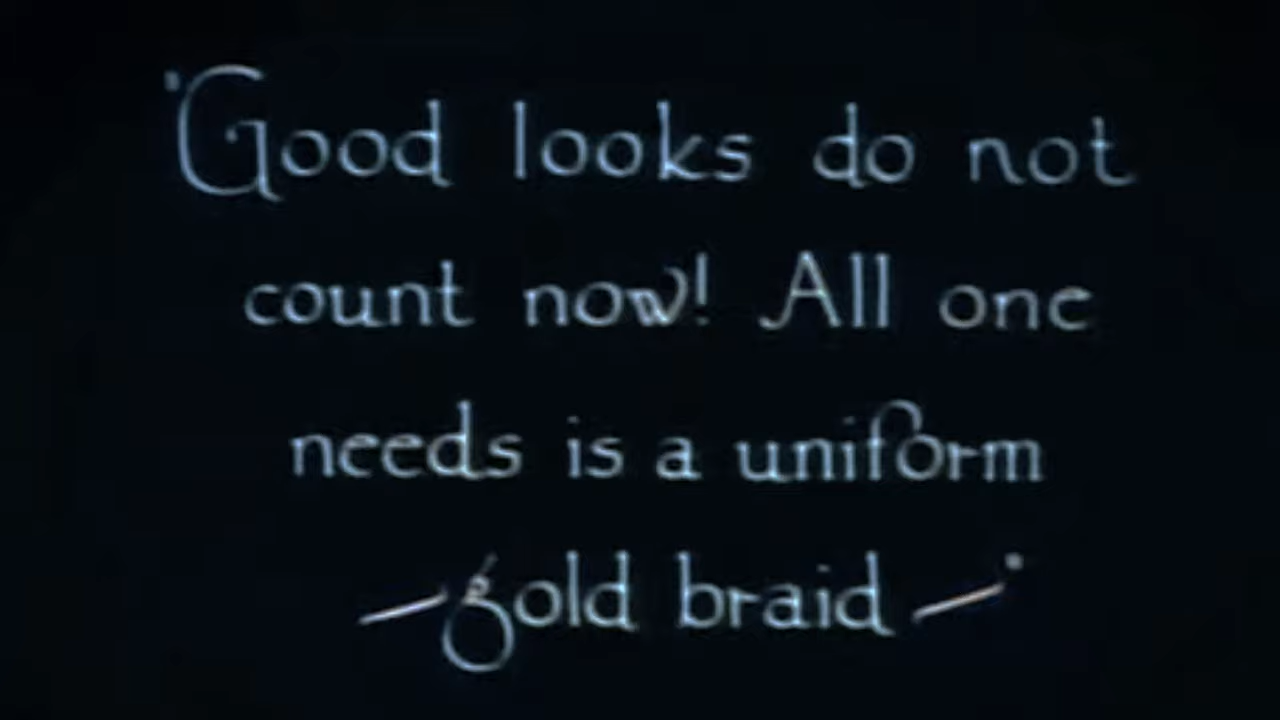 "Good looks do not
count now! All one
needs is a uniform
—gold braid—"